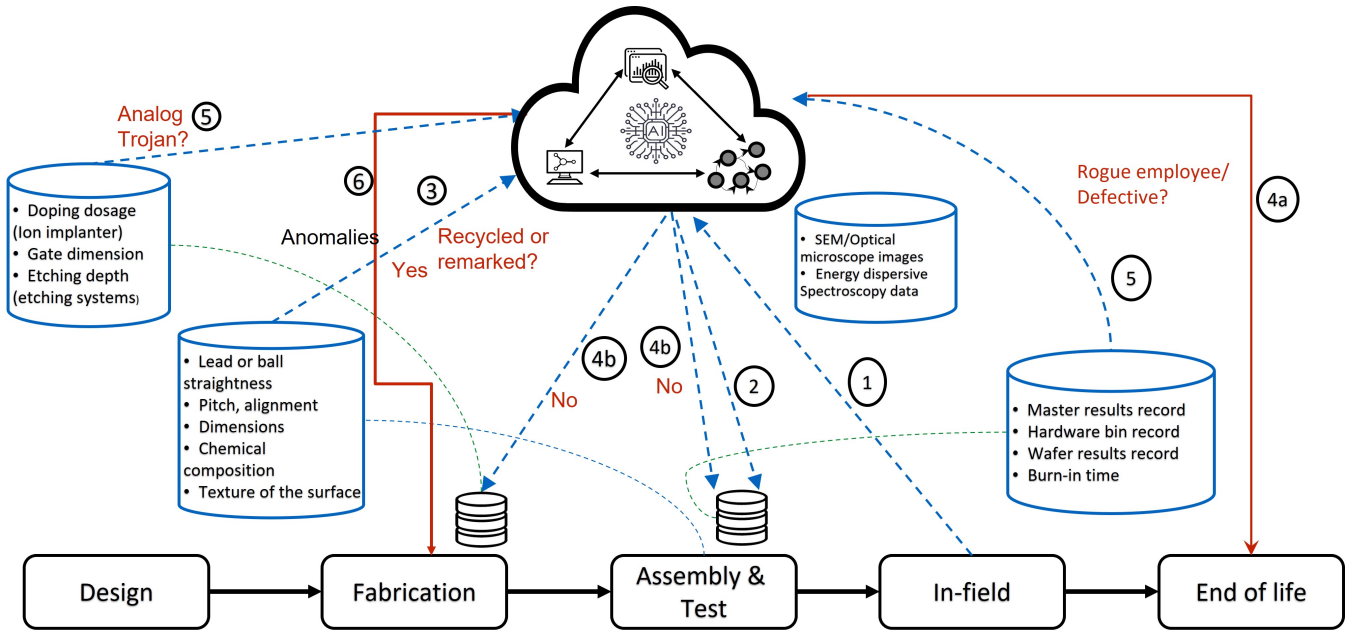 Analog
Trojan?
5
• Doping dosage
(Ion implanter)
• Gate dimension
• Etching depth
(etching systems)
6
3
Anomalies
Recycled or
remarked?
Yes
AI
• SEM/Optical
microscope images
• Energy dispersive
Spectroscopy data
Rogue employee/
Defective?
4a
5
• Lead or ball
straightness
• Pitch, alignment
• Dimensions
• Chemical
composition
• Texture of the surface
4b
No
4b
No
2
1
• Master results record
• Hardware bin record
• Wafer results record
• Burn-in time
Design
Fabrication
Assembly &
Test
In-field
End of life